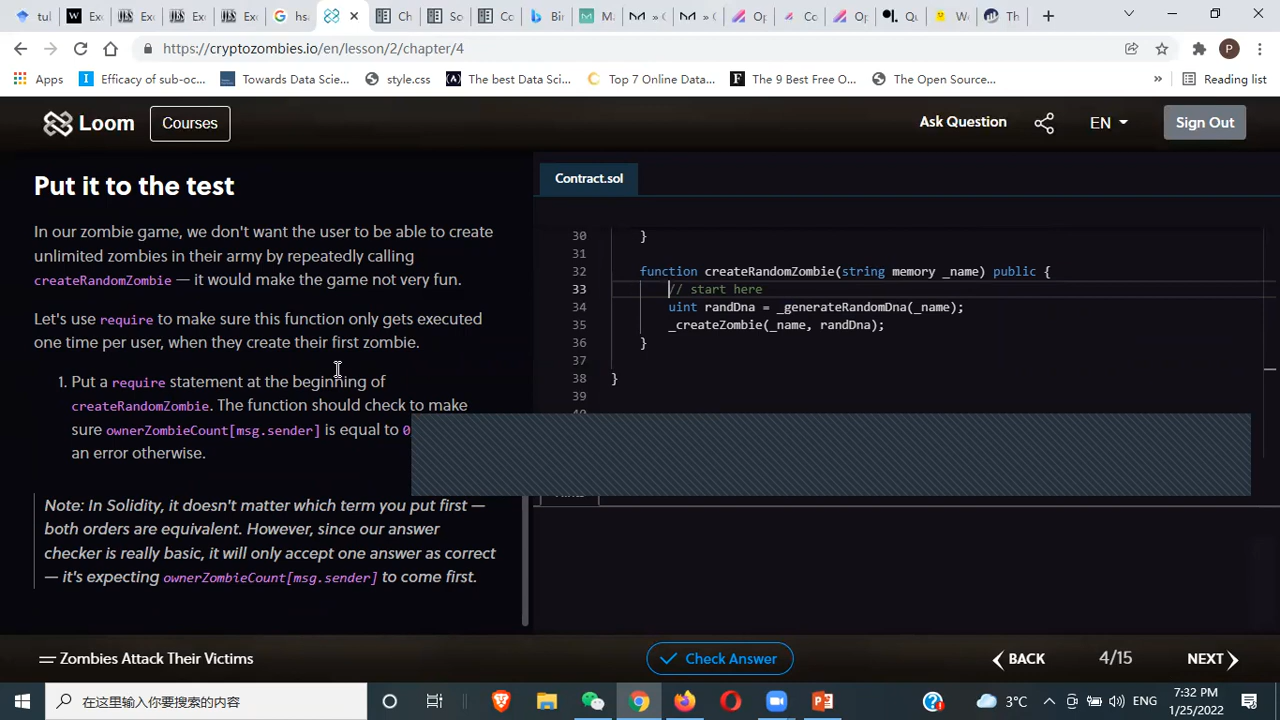 tul
Exe
Exe
Exe
hs
Ch
So
Co
Bi
M
» (
» (
Op
Co
Op
Qu
Wa
Th
https://cryptozombies.io/en/lesson/2/chapter/4
P
Apps
Efficacy of sub-oc...
Towards Data Scie...
style.css
The best Data Sci...
Top 7 Online Data...
The 9 Best Free O...
The Open Source...
»
Reading list
Loom
Courses
Ask Question
EN
Sign Out
Put it to the test
Contract.sol
In our zombie game, we don't want the user to be able to create
unlimited zombies in their army by repeatedly calling
createRandomZombie — it would make the game not very fun.
Let's use require to make sure this function only gets executed
one time per user, when they create their first zombie.
1. Put a require statement at the beginning of
createRandomZombie. The function should check to make
sure ownerZombieCount[msg.sender] is equal to 0
an error otherwise.
Note: In Solidity, it doesn't matter which term you put first —
both orders are equivalent. However, since our answer
checker is really basic, it will only accept one answer as correct
— it's expecting ownerZombieCount[msg.sender] to come first.
30 }
31
32 function createRandomZombie(string memory _name) public {
33 // start here
34 uint randDna = _generateRandomDna(_name);
35 _createZombie(_name, randDna);
36 }
37
38 }
39
Zombies Attack Their Victims
Check Answer
BACK
4/15
NEXT
在这里输入你要搜索的内容
3°C
ENG
7:32 PM
1/25/2022